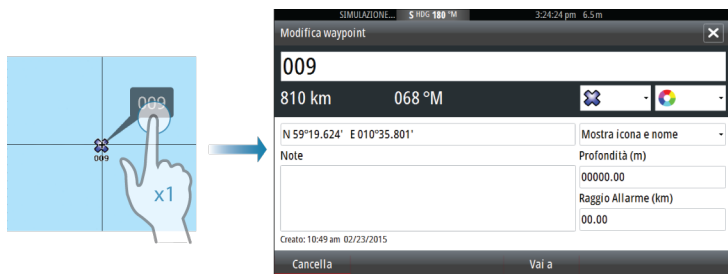 009
009
x1
SIMULAZIONE... S HDG 180 °M 3:24:24 pm 6.5 m
Modifica waypoint
009
810 km 068 °M
N 59°19.624' E 010°35.801' Mostra icona e nome
Note Profondità (m)
00000.00
Raggio Allarme (km)
00.00
Creato: 10:49 am 02/23/2015
Cancella Vai a